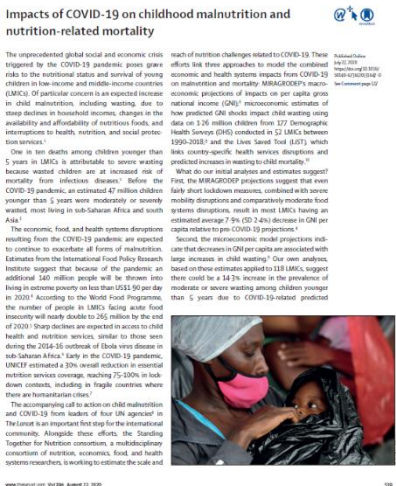 Impacts of COVID-19 on childhood malnutrition and
nutrition-related mortality
The unprecedented global social and economic crisis
triggered by the COVID-19 pandemic poses grave
risks to the nutritional status and survival of young
children in low-income and middle-income countries
(LMICs). Of particular concern is an expected increase
in child malnutrition, including wasting, due to
steep declines in household incomes, changes in the
availability and affordability of nutritious foods, and
interruptions to health, nutrition, and social protec-
tion services.¹
One in ten deaths among children younger than
5 years in LMICs is attributable to severe wasting
because wasted children are at increased risk of
mortality from infectious diseases.² Before the
COVID-19 pandemic, an estimated 47 million children
younger than 5 years were moderately or severely
wasted, most living in sub-Saharan Africa and south
Asia.³
The economic, food, and health systems disruptions
resulting from the COVID-19 pandemic are expected
to continue to exacerbate all forms of malnutrition.
Estimates from the International Food Policy Research
Institute suggest that because of the pandemic an
additional 140 million people will be thrown into
living in extreme poverty on less than US$1·90 per day
in 2020.⁴ According to the World Food Programme,
the number of people in LMICs facing acute food
insecurity will nearly double to 265 million by the end
of 2020.⁵ Sharp declines are expected in access to child
health and nutrition services, similar to those seen
during the 2014–16 outbreak of Ebola virus disease in
sub-Saharan Africa.⁶ Early in the COVID-19 pandemic,
UNICEF estimated a 30% overall reduction in essential
nutrition services coverage, reaching 75–100% in lock-
down contexts, including in fragile countries where
there are humanitarian crises.⁷
The accompanying call to action on child malnutrition
and COVID-19 from leaders of four UN agencies⁸ in
The Lancet is an important first step for the international
community. Alongside these efforts, the Standing
Together for Nutrition consortium, a multidisciplinary
consortium of nutrition, economics, food, and health
systems researchers, is working to estimate the scale and
reach of nutrition challenges related to COVID-19. These
efforts link three approaches to model the combined
economic and health systems impacts from COVID-19
on malnutrition and mortality: MIRAGRODEP's macro-
economic projections of impacts on per capita gross
national income (GNI);⁴ microeconomic estimates of
how predicted GNI shocks impact child wasting using
data on 1·26 million children from 177 Demographic
Health Surveys (DHS) conducted in 52 LMICs between
1990–2018;⁹ and the Lives Saved Tool (LiST), which
links country-specific health services disruptions and
predicted increases in wasting to child mortality.¹⁰
What do our initial analyses and estimates suggest?
First, the MIRAGRODEP projections suggest that even
fairly short lockdown measures, combined with severe
mobility disruptions and comparatively moderate food
systems disruptions, result in most LMICs having an
estimated average 7·9% (SD 2·4%) decrease in GNI per
capita relative to pre-COVID-19 projections.⁴
Second, the microeconomic model projections indi-
cate that decreases in GNI per capita are associated with
large increases in child wasting.⁹ Our own analyses,
based on these estimates applied to 118 LMICs, suggest
there could be a 14·3% increase in the prevalence of
moderate or severe wasting among children younger
than 5 years due to COVID-19-related predicted
Published Online
July 27, 2020
See Comment page
www.thelancet.com Vol 396 August 22, 2020